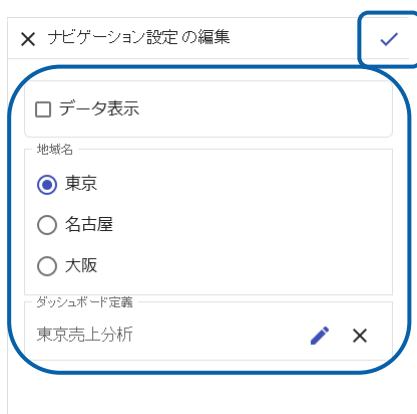 ナビゲーション設定の編集
データ表示
地域名
東京
名古屋
大阪
ダッシュボード定義
東京売上分析